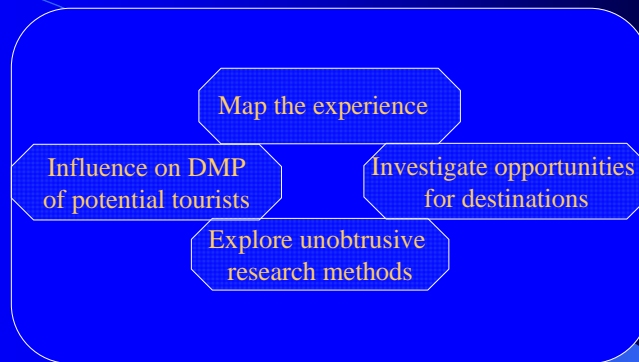 Map the experience
Influence on DMP
of potential tourists
Investigate opportunities
for destinations
Explore unobtrusive
research methods